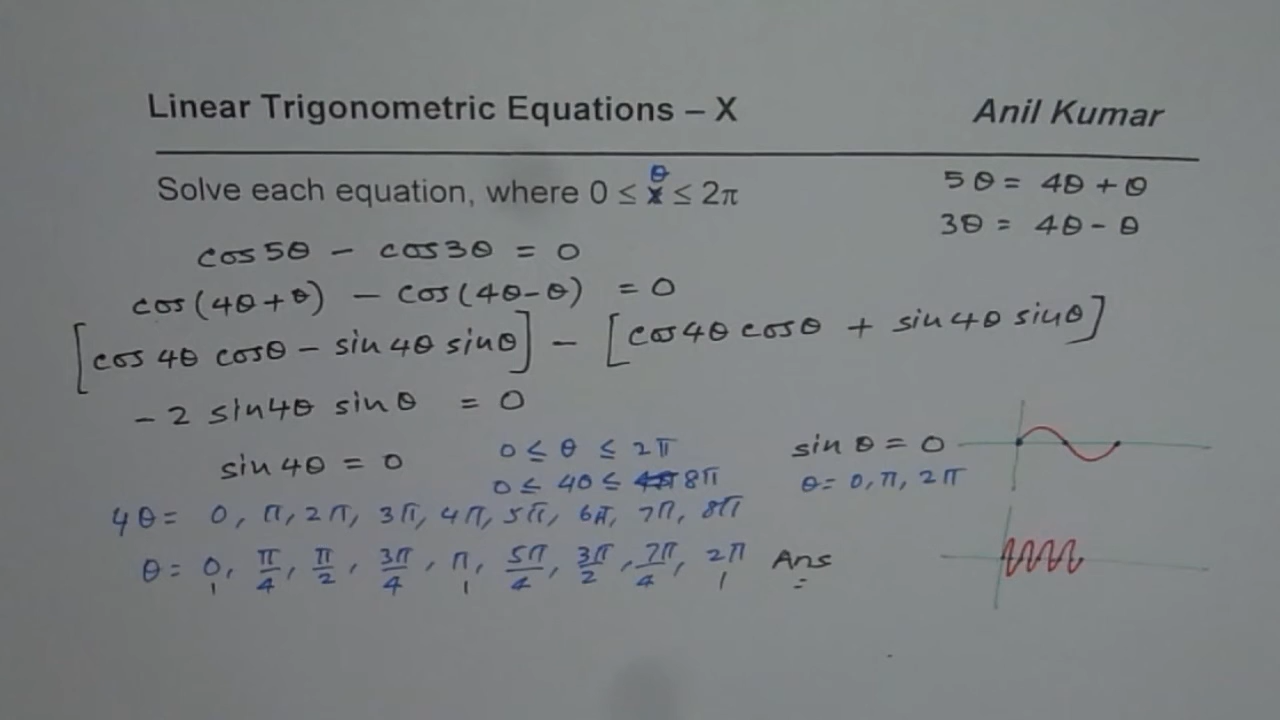 Linear Trigonometric Equations – X Anil Kumar
Solve each equation, where 0 ≤ x ≤ 2π
θ
5θ = 4θ + θ
3θ = 4θ - θ
cos5θ - cos3θ = 0
cos(4θ+θ) - cos(4θ-θ) = 0
[cos 4θ cosθ - sin 4θ sinθ] - [cos4θ cosθ + sin4θ sinθ]
-2 sin4θ sinθ = 0
sin4θ = 0
0 ≤ θ ≤ 2π
0 ≤ 4θ ≤ 8π
sin θ = 0
θ = 0, π, 2π
4θ = 0, π, 2π, 3π, 4π, 5π, 6π, 7π, 8π
θ = 0, π/4, π/2, 3π/4, π, 5π/4, 3π/2, 7π/4, 2π Ans